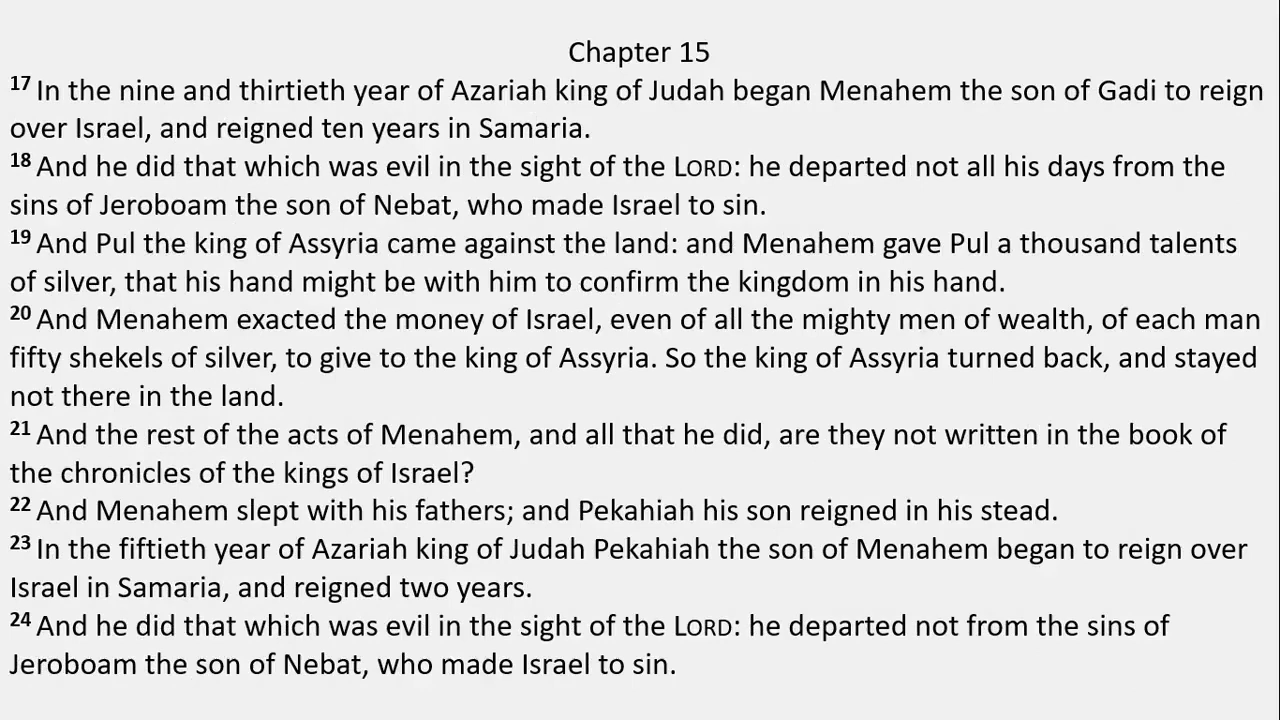 Chapter 15
17 In the nine and thirtieth year of Azariah king of Judah began Menahem the son of Gadi to reign
over Israel, and reigned ten years in Samaria.
18 And he did that which was evil in the sight of the LORD: he departed not all his days from the
sins of Jeroboam the son of Nebat, who made Israel to sin.
19 And Pul the king of Assyria came against the land: and Menahem gave Pul a thousand talents
of silver, that his hand might be with him to confirm the kingdom in his hand.
20 And Menahem exacted the money of Israel, even of all the mighty men of wealth, of each man
fifty shekels of silver, to give to the king of Assyria. So the king of Assyria turned back, and stayed
not there in the land.
21 And the rest of the acts of Menahem, and all that he did, are they not written in the book of
the chronicles of the kings of Israel?
22 And Menahem slept with his fathers; and Pekahiah his son reigned in his stead.
23 In the fiftieth year of Azariah king of Judah Pekahiah the son of Menahem began to reign over
Israel in Samaria, and reigned two years.
24 And he did that which was evil in the sight of the LORD: he departed not from the sins of
Jeroboam the son of Nebat, who made Israel to sin.